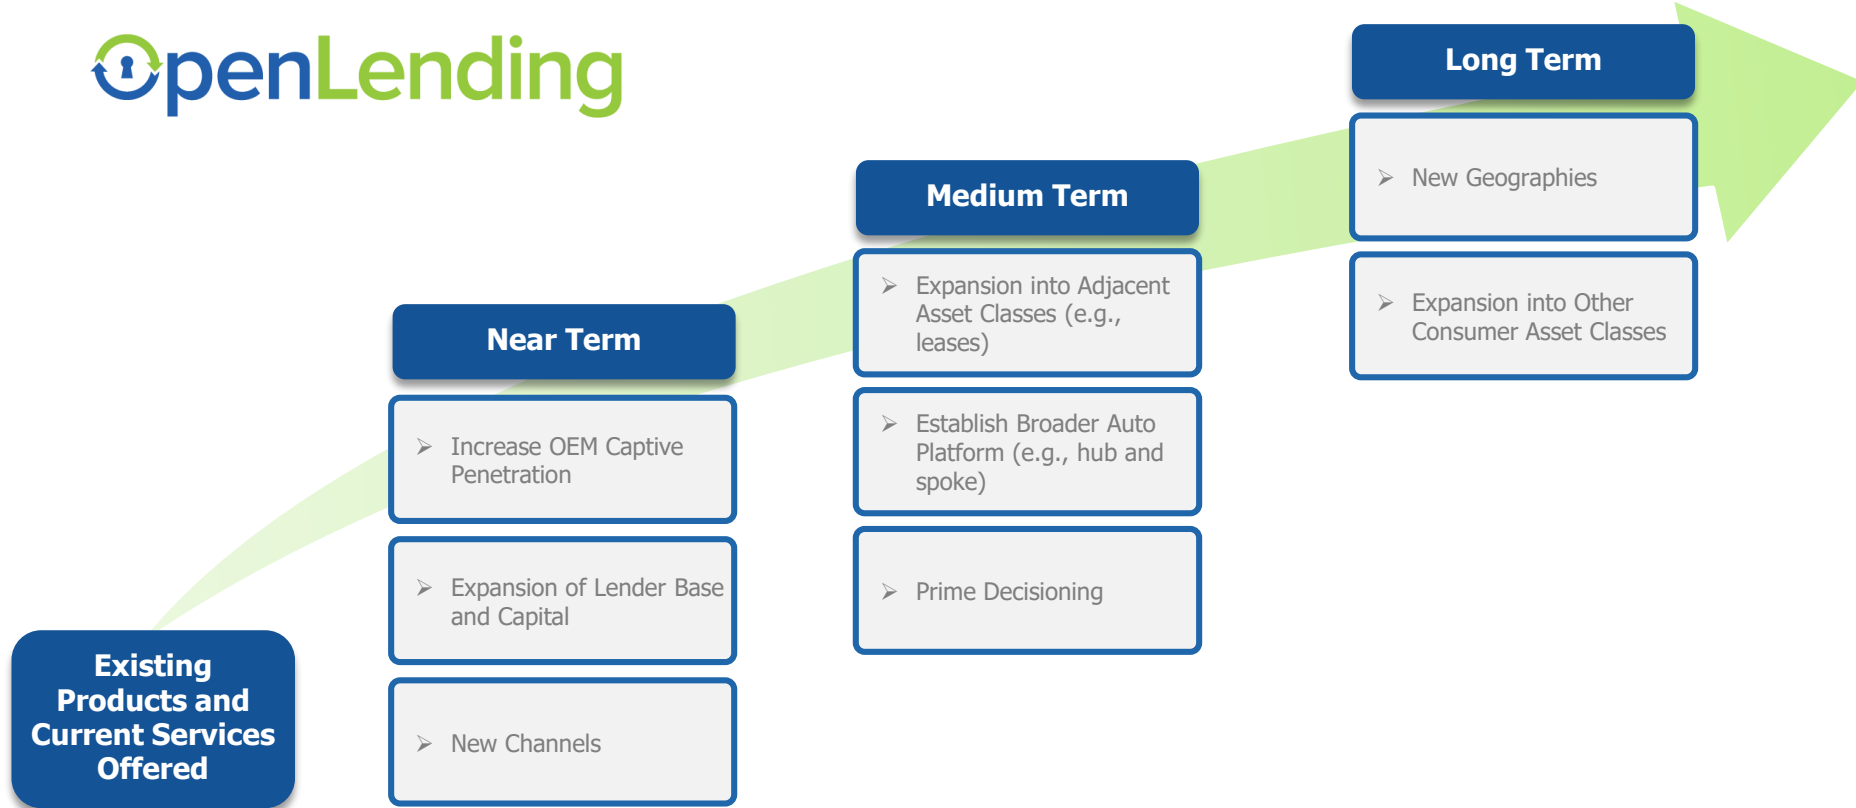 OpenLending
Existing
Products and
Current Services
Offered
Near Term
➢ Increase OEM Captive
Penetration
➢ Expansion of Lender Base
and Capital
➢ New Channels
Medium Term
➢ Expansion into Adjacent
Asset Classes (e.g.,
leases)
➢ Establish Broader Auto
Platform (e.g., hub and
spoke)
➢ Prime Decisioning
Long Term
➢ New Geographies
➢ Expansion into Other
Consumer Asset Classes